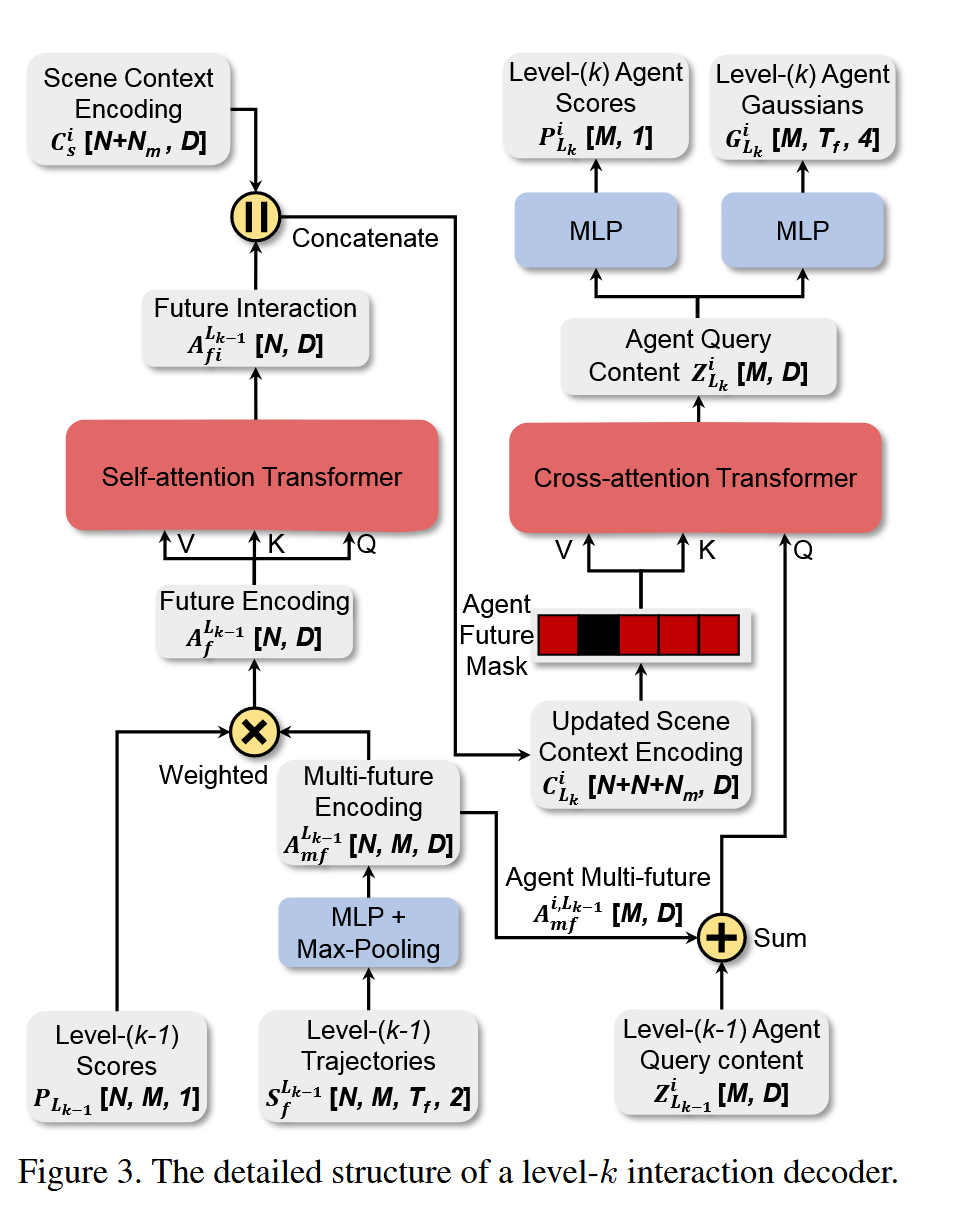 Scene Context
Encoding
C_s^i [N+N_m, D]
Concatenate
Future Interaction
A_{fi}^{L_{k-1}} [N, D]
Self-attention Transformer
V
K
Q
Future Encoding
A_f^{L_{k-1}} [N, D]
Weighted
Multi-future
Encoding
A_{mf}^{L_{k-1}} [N, M, D]
MLP +
Max-Pooling
Level-(k-1)
Scores
P_{L_{k-1}} [N, M, 1]
Level-(k-1)
Trajectories
S_f^{L_{k-1}} [N, M, T_f, 2]
Level-(k) Agent
Scores
P_{L_k}^i [M, 1]
Level-(k) Agent
Gaussians
G_{L_k}^i [M, T_f, 4]
MLP
MLP
Agent Query
Content Z_{L_k}^i [M, D]
Cross-attention Transformer
V
K
Q
Agent
Future
Mask
Updated Scene
Context Encoding
C_{L_k}^i [N+N+N_m, D]
Agent Multi-future
A_{mf}^{i,L_{k-1}} [M, D]
Sum
Level-(k-1) Agent
Query content
Z_{L_{k-1}}^i [M, D]
Figure 3. The detailed structure of a level-k interaction decoder.